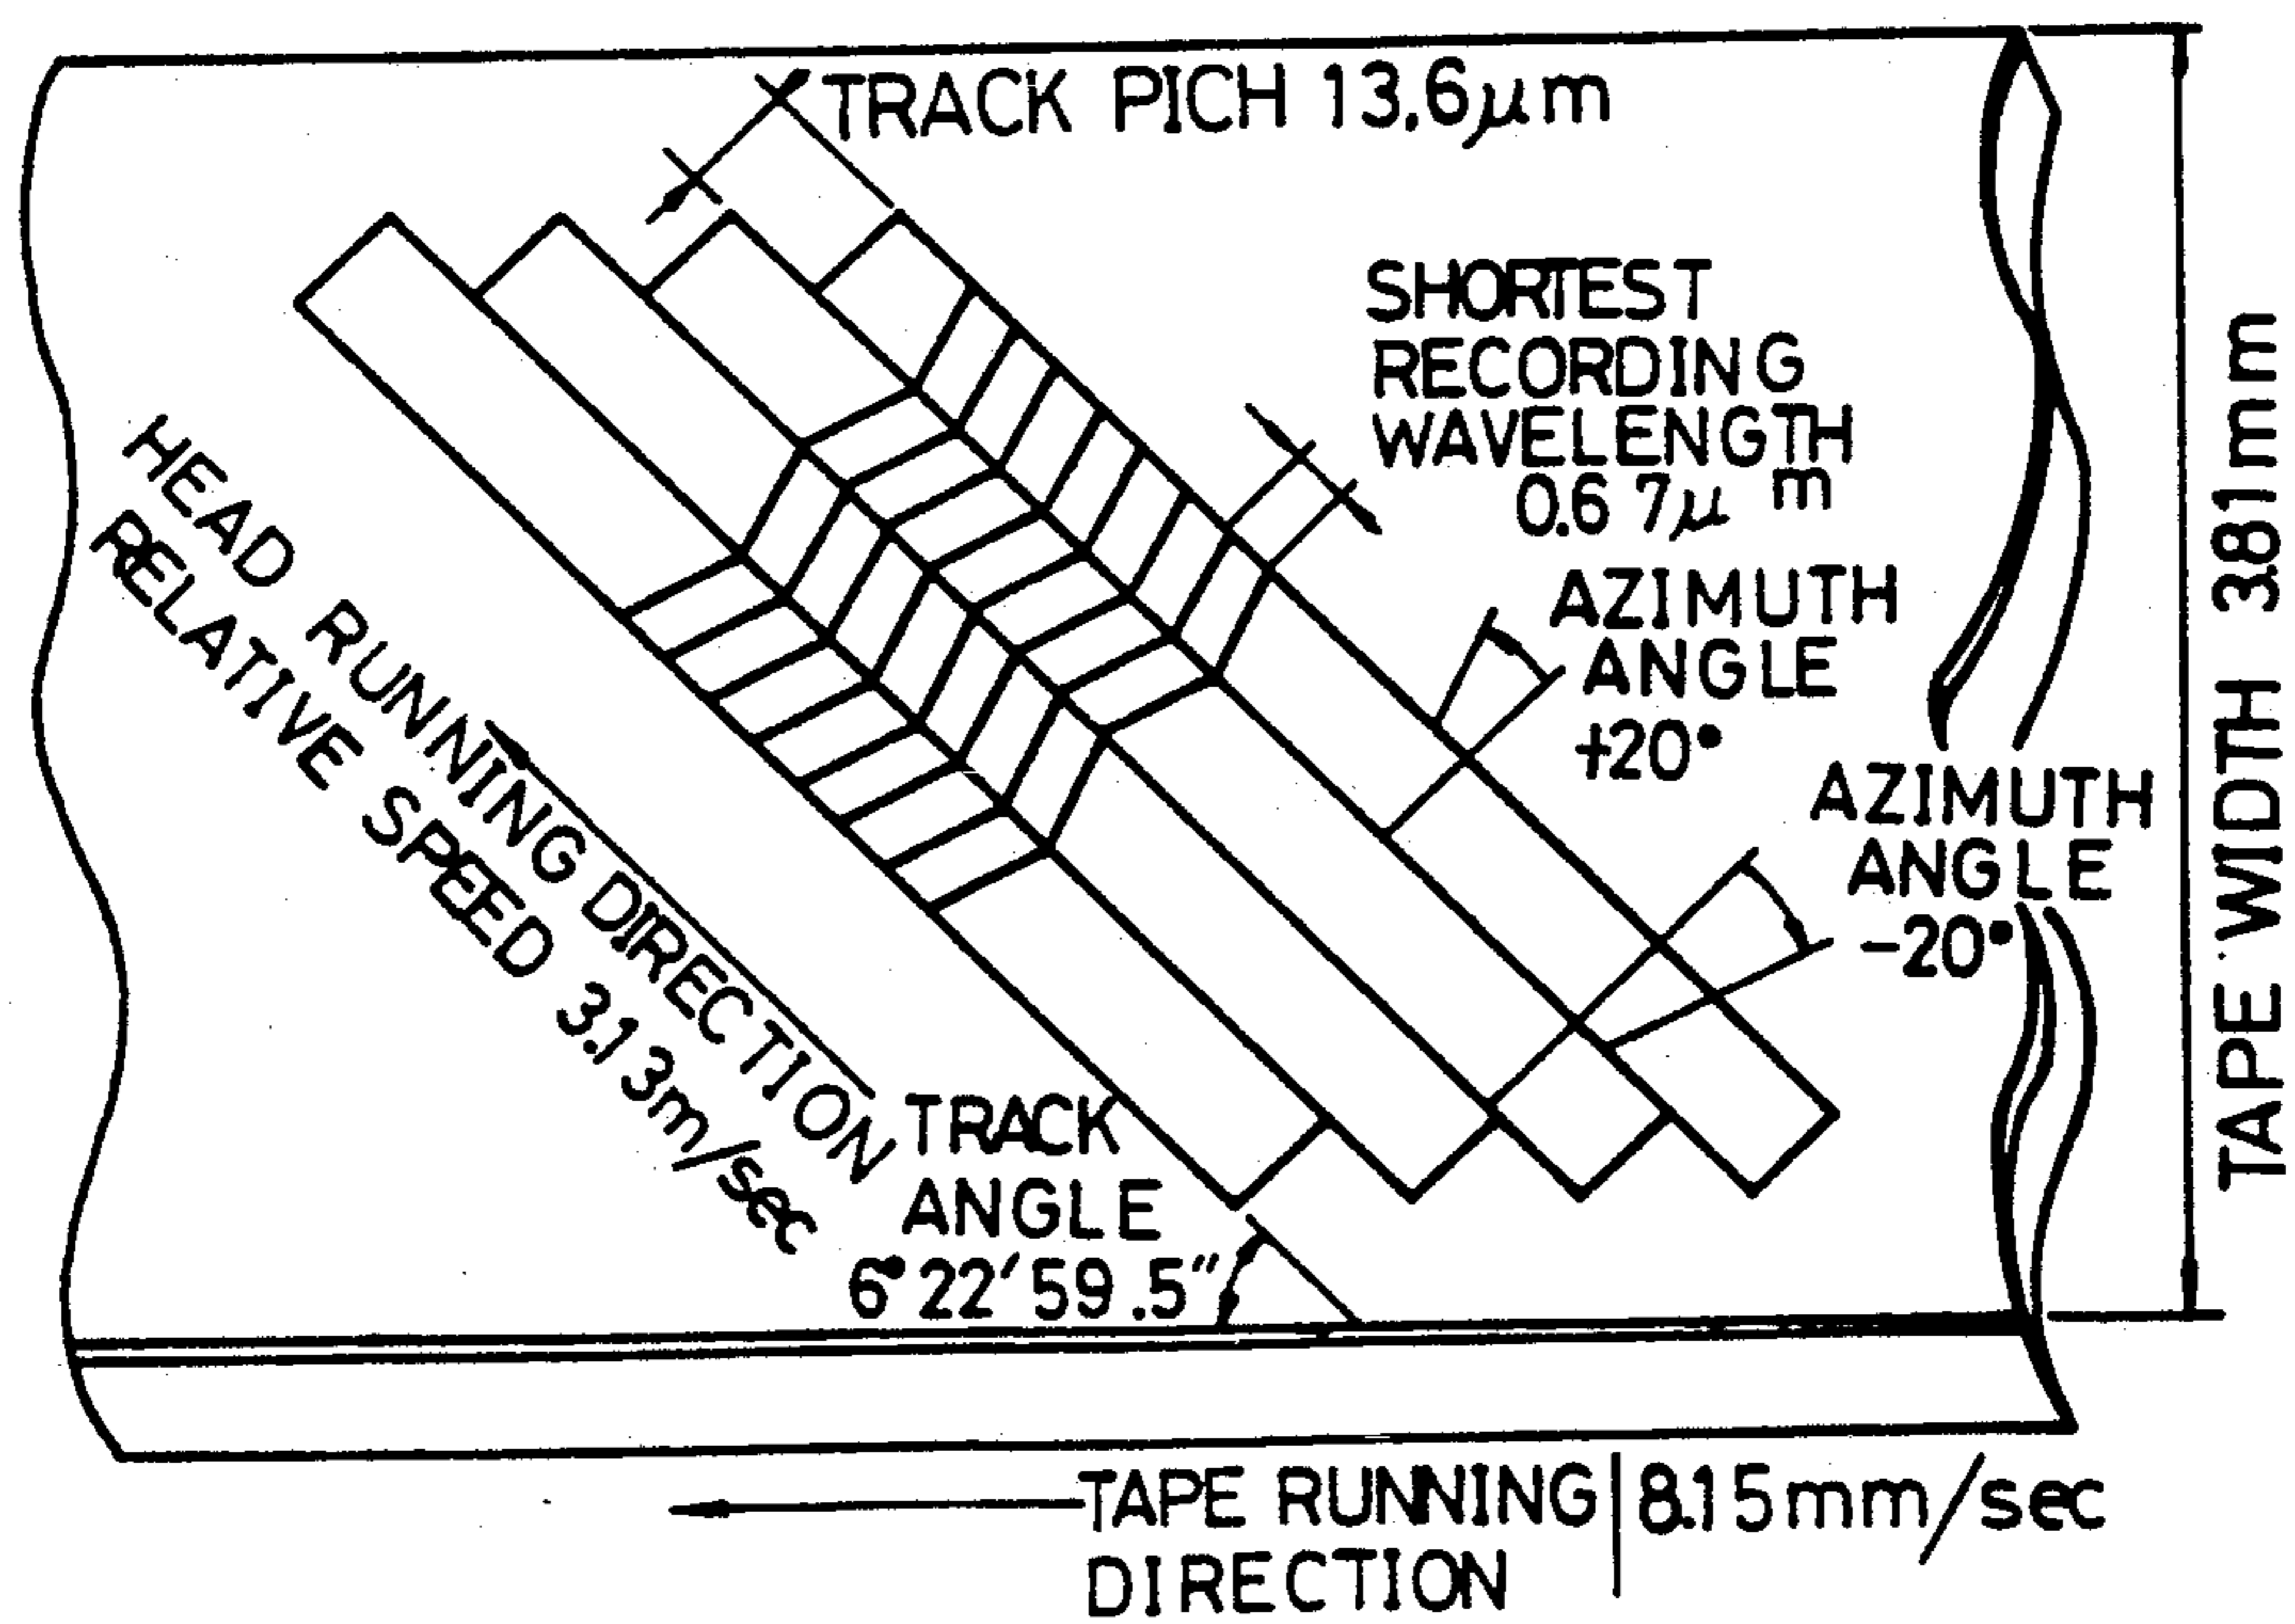 TRACK PICH 13.6μm
SHORTEST
RECORDING
WAVELENGTH
0.67μm
AZIMUTH
ANGLE
+20°
AZIMUTH
ANGLE
-20°
TAPE WIDTH 3.81mm
HEAD RUNNING DIRECTION
RELATIVE SPEED 3.13m/sec
TRACK
ANGLE
6°22′59.5″
TAPE RUNNING | 8.15mm/sec
DIRECTION